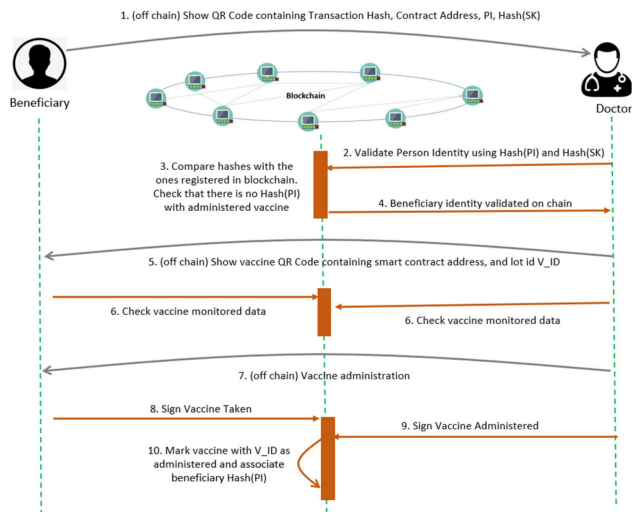 1. (off chain) Show QR Code containing Transaction Hash, Contract Address, PI, Hash(SK)
Blockchain
Beneficiary
Doctor
2. Validate Person Identity using Hash(PI) and Hash(SK)
3. Compare hashes with the
ones registered in blockchain.
Check that there is no Hash(PI)
with administered vaccine
4. Beneficiary identity validated on chain
5. (off chain) Show vaccine QR Code containing smart contract address, and lot id V_ID
6. Check vaccine monitored data
6. Check vaccine monitored data
7. (off chain) Vaccine administration
8. Sign Vaccine Taken
9. Sign Vaccine Administered
10. Mark vaccine with V_ID as
administered and associate
beneficiary Hash(PI)